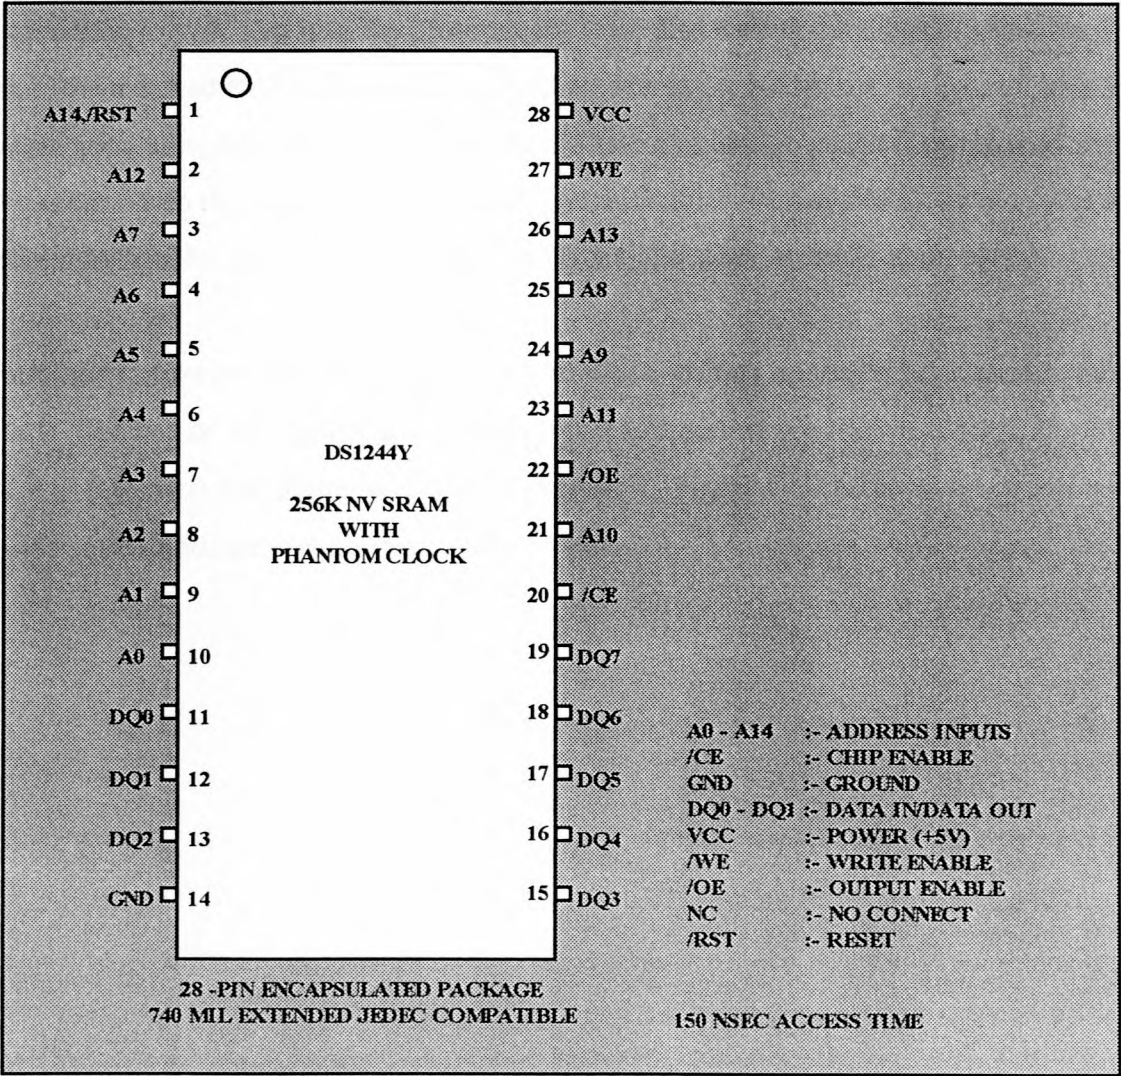 A14,/RST 1 28 VCC
A12 2 27 /WE
A7 3 26 A13
A6 4 25 A8
A5 5 24 A9
A4 6 23 A11
A3 7 22 /OE
A2 8 21 A10
A1 9 20 /CE
A0 10 19 DQ7
DQ0 11 18 DQ6
DQ1 12 17 DQ5
DQ2 13 16 DQ4
GND 14 15 DQ3
DS1244Y
256K NV SRAM
WITH
PHANTOM CLOCK
A0 - A14 :- ADDRESS INPUTS
/CE :- CHIP ENABLE
GND :- GROUND
DQ0 - DQ1 :- DATA IN/DATA OUT
VCC :- POWER (+5V)
/WE :- WRITE ENABLE
/OE :- OUTPUT ENABLE
NC :- NO CONNECT
/RST :- RESET
28 -PIN ENCAPSULATED PACKAGE
740 MIL EXTENDED JEDEC COMPATIBLE
150 NSEC ACCESS TIME